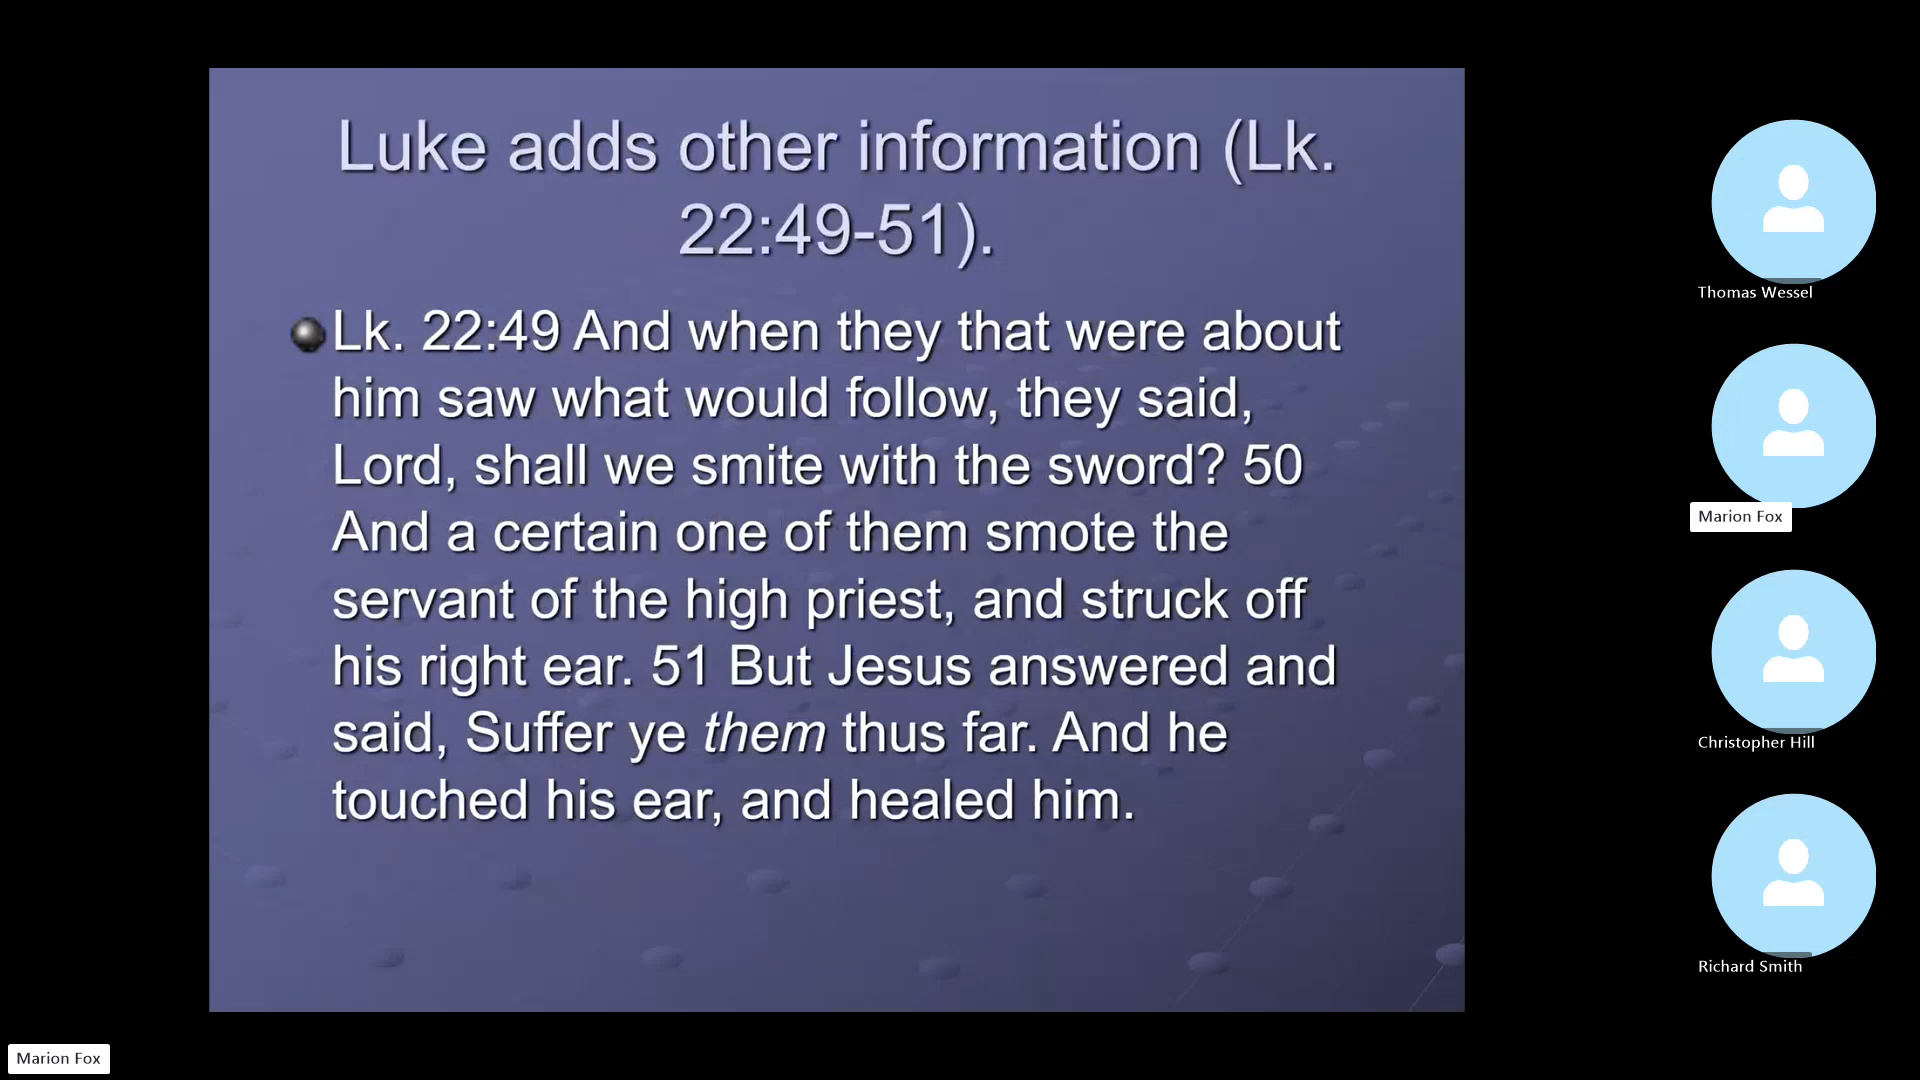 Luke adds other information (Lk.
22:49-51).
Lk. 22:49 And when they that were about
him saw what would follow, they said,
Lord, shall we smite with the sword? 50
And a certain one of them smote the
servant of the high priest, and struck off
his right ear. 51 But Jesus answered and
said, Suffer ye them thus far. And he
touched his ear, and healed him.
Thomas Wessel
Marion Fox
Christopher Hill
Richard Smith
Marion Fox